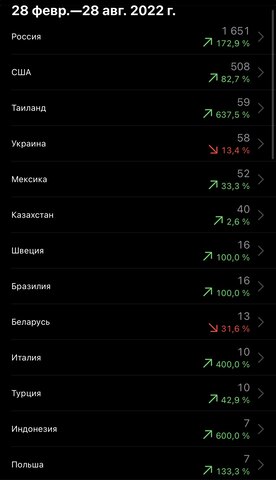 28 февр.—28 авг. 2022 г.
Россия
1 651
172,9 %
США
508
82,7 %
Таиланд
59
637,5 %
Украина
58
13,4 %
Мексика
52
33,3 %
Казахстан
40
2,6 %
Швеция
16
100,0 %
Бразилия
16
100,0 %
Беларусь
13
31,6 %
Италия
10
400,0 %
Турция
10
42,9 %
Индонезия
7
600,0 %
Польша
7
133,3 %